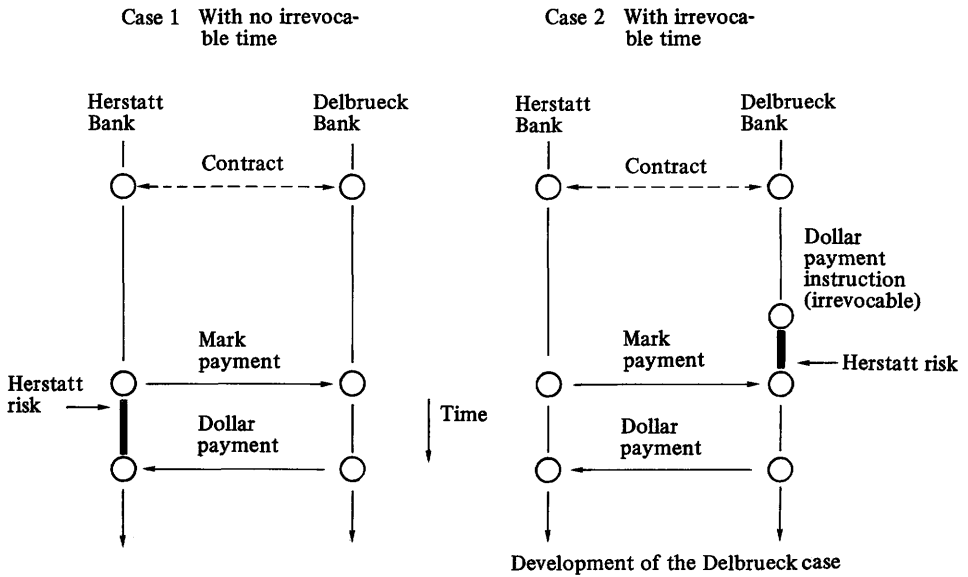 Case 1 With no irrevoca-
ble time
Herstatt
Bank
Delbrueck
Bank
Contract
Mark
payment
Herstatt
risk
Dollar
payment
Time
Case 2 With irrevoca-
ble time
Herstatt
Bank
Delbrueck
Bank
Contract
Dollar
payment
instruction
(irrevocable)
Mark
payment
Herstatt risk
Dollar
payment
Development of the Delbrueck case